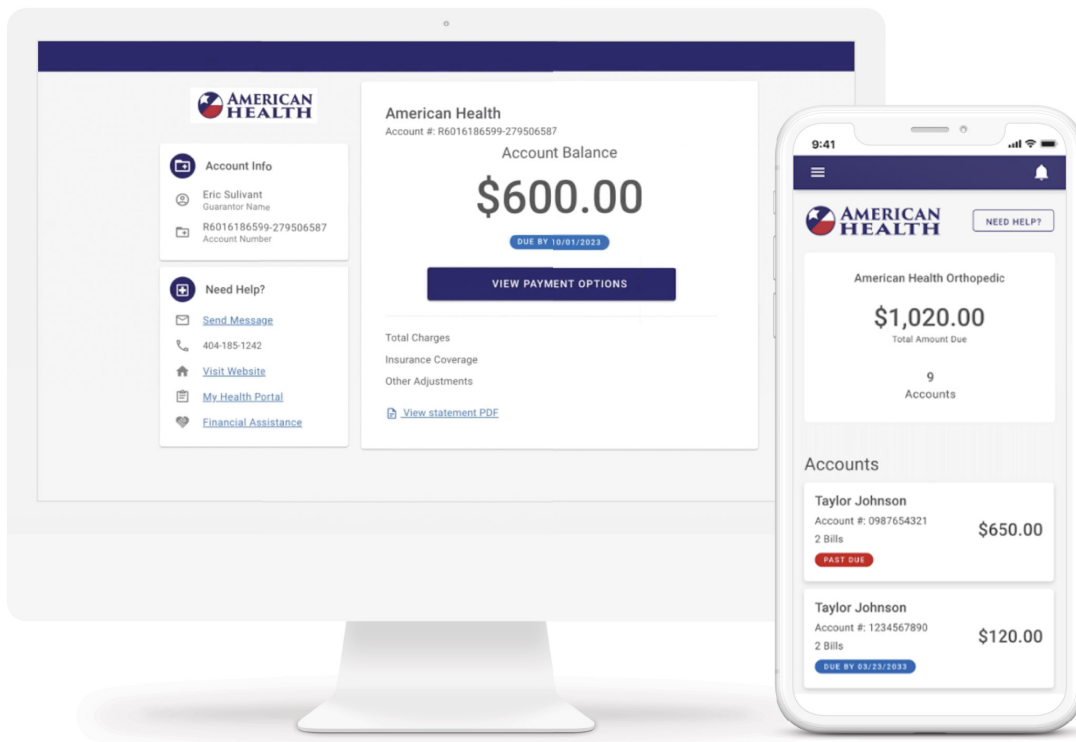 AMERICAN
HEALTH
Account Info
Eric Sulivant
Guarantor Name
R6016186599-279506587
Account Number
Need Help?
Send Message
404-185-1242
Visit Website
My Health Portal
Financial Assistance
American Health
Account #: R6016186599-279506587
Account Balance
$600.00
DUE BY 10/01/2023
VIEW PAYMENT OPTIONS
Total Charges
Insurance Coverage
Other Adjustments
View statement PDF
9:41
AMERICAN
HEALTH
NEED HELP?
American Health Orthopedic
$1,020.00
Total Amount Due
9
Accounts
Accounts
Taylor Johnson
Account #: 0987654321
2 Bills
$650.00
PAST DUE
Taylor Johnson
Account #: 1234567890
2 Bills
$120.00
DUE BY 03/23/2033